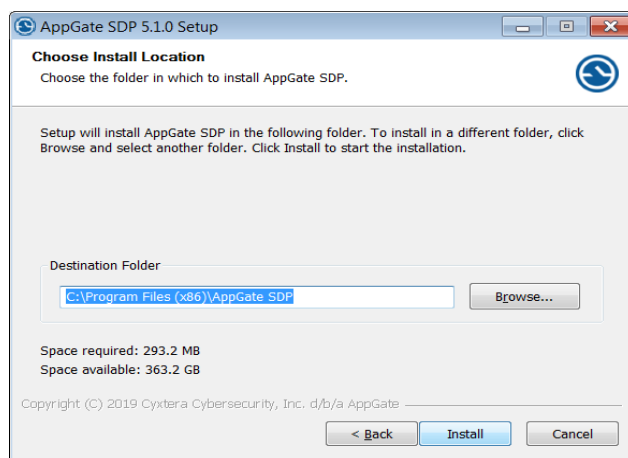 AppGate SDP 5.1.0 Setup
Choose Install Location
Choose the folder in which to install AppGate SDP.
Setup will install AppGate SDP in the following folder. To install in a different folder, click
Browse and select another folder. Click Install to start the installation.
Destination Folder
C:\Program Files (x86)\AppGate SDP
Browse...
Space required: 293.2 MB
Space available: 363.2 GB
Copyright (C) 2019 Cyxtera Cybersecurity, Inc. d/b/a AppGate
< Back
Install
Cancel